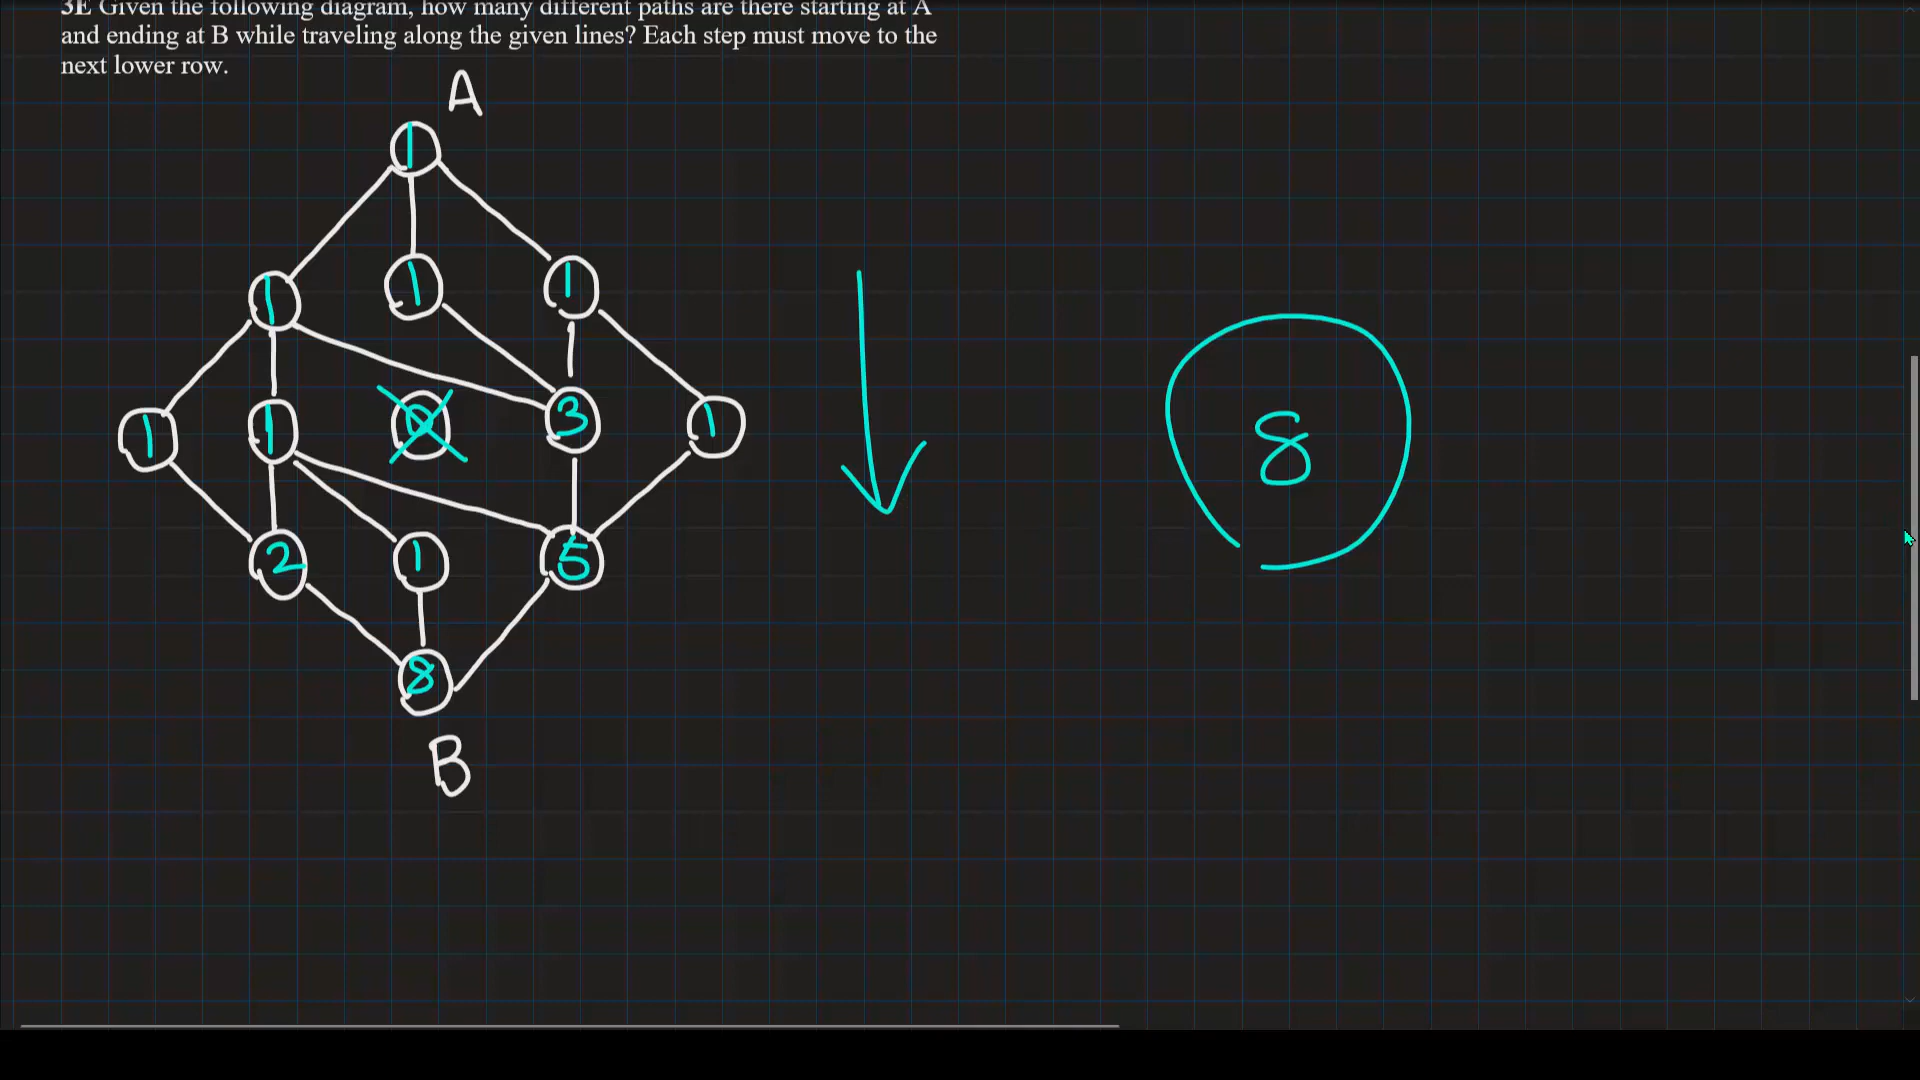 3E Given the following diagram, how many different paths are there starting at A
and ending at B while traveling along the given lines? Each step must move to the
next lower row.
A
1
1 1 1
1 1 0 3 1
2 1 5
8
B
8